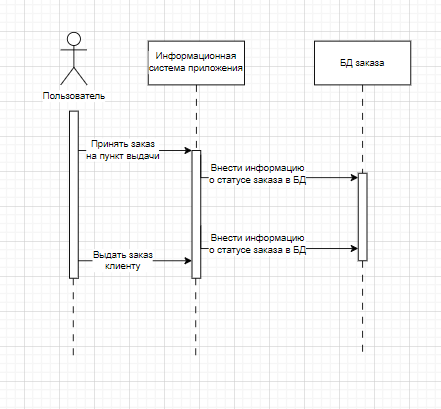 Пользователь
Информационная
система приложения
БД заказа
Принять заказ
на пункт выдачи
Внести информацию
о статусе заказа в БД
Внести информацию
о статусе заказа в БД
Выдать заказ
клиенту